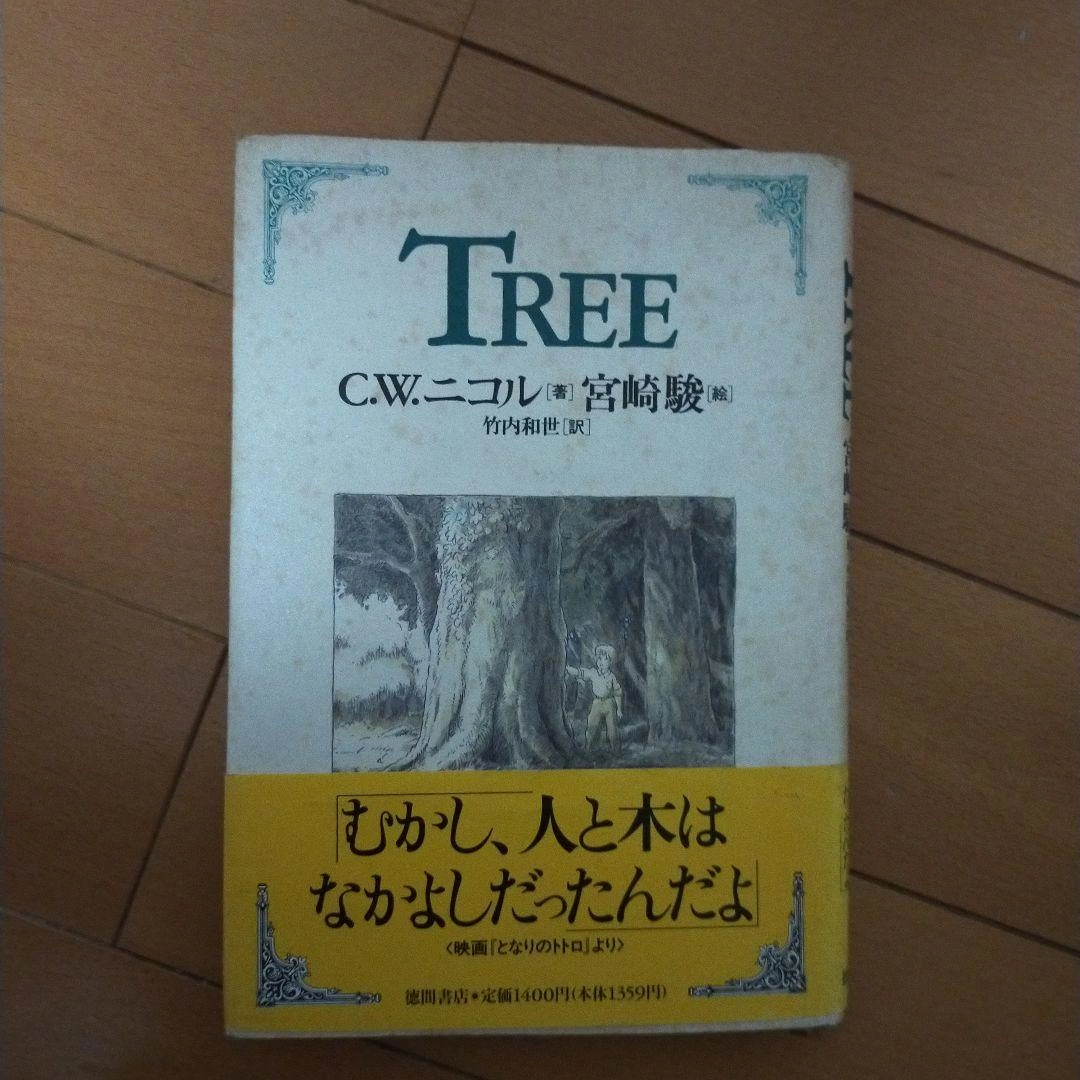 TREE
C.W.ニコル[著]宮崎駿[絵]
竹内和世[訳]
「むかし、人と木は
なかよしだったんだよ」
〈映画『となりのトトロ』より〉
徳間書店•定価1400円(本体1359円)